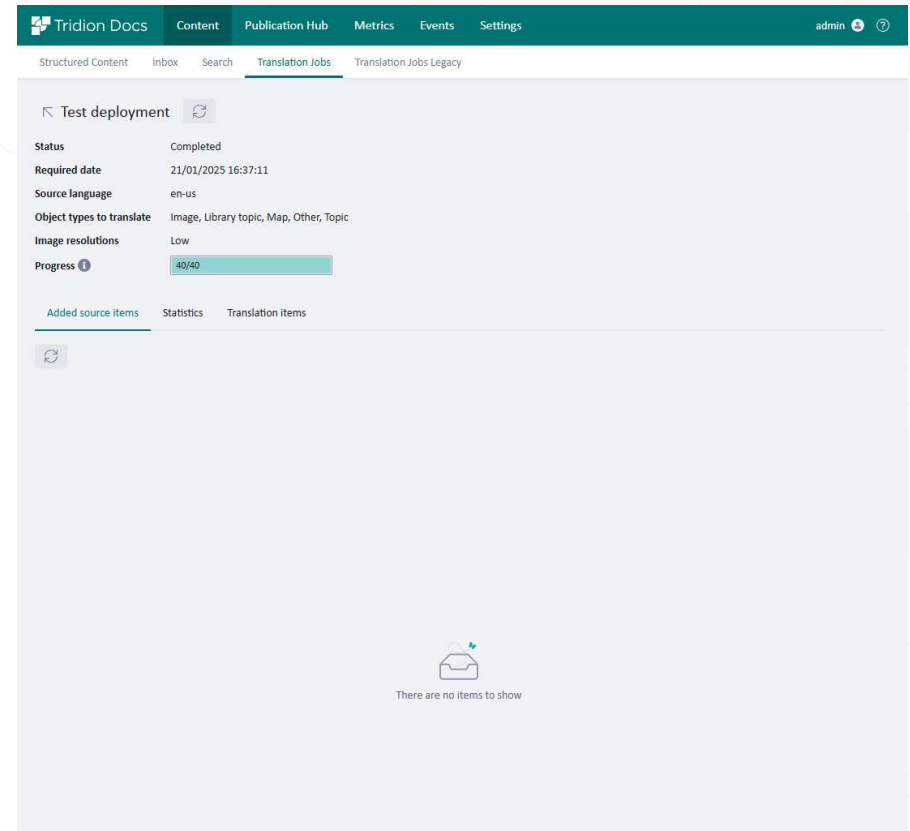 Tridion Docs Content Publication Hub Metrics Events Settings admin
Structured Content Inbox Search Translation Jobs Translation Jobs Legacy
Test deployment
Status Completed
Required date 21/01/2025 16:37:11
Source language en-us
Object types to translate Image, Library topic, Map, Other, Topic
Image resolutions Low
Progress 40/40
Added source items Statistics Translation items
There are no items to show